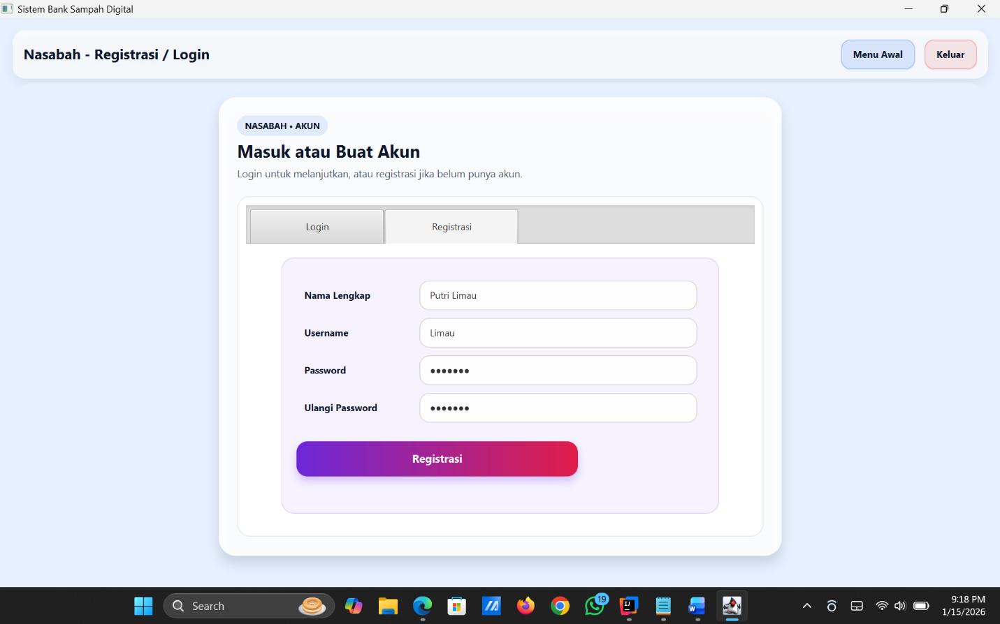 Sistem Bank Sampah Digital
Nasabah - Registrasi / Login
Menu Awal
Keluar
NASABAH • AKUN
Masuk atau Buat Akun
Login untuk melanjutkan, atau registrasi jika belum punya akun.
Login
Registrasi
Nama Lengkap
Putri Limau
Username
Limau
Password
•••••••
Ulangi Password
•••••••
Registrasi
Search
19
9:18 PM
1/15/2026